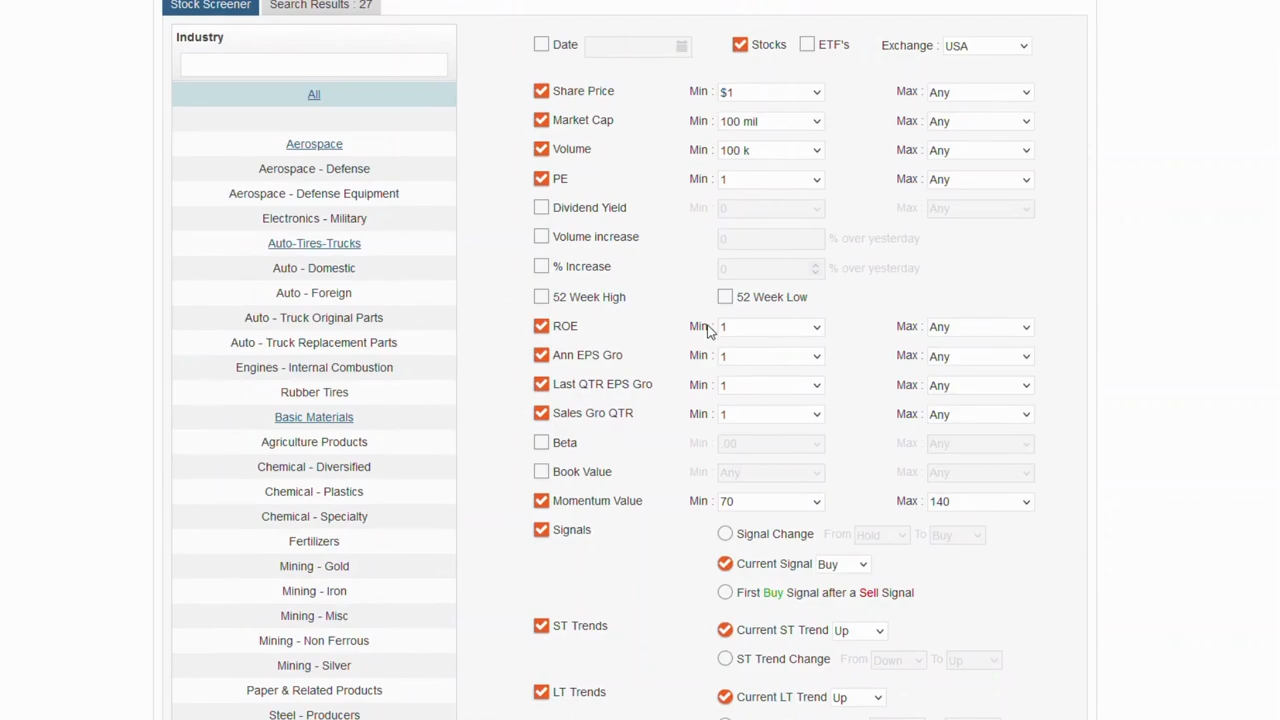 Stock Screener Search Results : 27
Industry
All
Aerospace
Aerospace - Defense
Aerospace - Defense Equipment
Electronics - Military
Auto-Tires-Trucks
Auto - Domestic
Auto - Foreign
Auto - Truck Original Parts
Auto - Truck Replacement Parts
Engines - Internal Combustion
Rubber Tires
Basic Materials
Agriculture Products
Chemical - Diversified
Chemical - Plastics
Chemical - Specialty
Fertilizers
Mining - Gold
Mining - Iron
Mining - Misc
Mining - Non Ferrous
Mining - Silver
Paper & Related Products
Steel - Producers
Date Stocks ETF's Exchange : USA
Share Price Min : $1 Max : Any
Market Cap Min : 100 mil Max : Any
Volume Min : 100 k Max : Any
PE Min : 1 Max : Any
Dividend Yield Min : 0 Max : Any
Volume increase 0 % over yesterday
% Increase 0 % over yesterday
52 Week High 52 Week Low
ROE Min : 1 Max : Any
Ann EPS Gro Min : 1 Max : Any
Last QTR EPS Gro Min : 1 Max : Any
Sales Gro QTR Min : 1 Max : Any
Beta Min : .00 Max : Any
Book Value Min : Any Max : Any
Momentum Value Min : 70 Max : 140
Signals Signal Change From Hold To Buy
Current Signal Buy
First Buy Signal after a Sell Signal
ST Trends Current ST Trend Up
ST Trend Change From Down To Up
LT Trends Current LT Trend Up